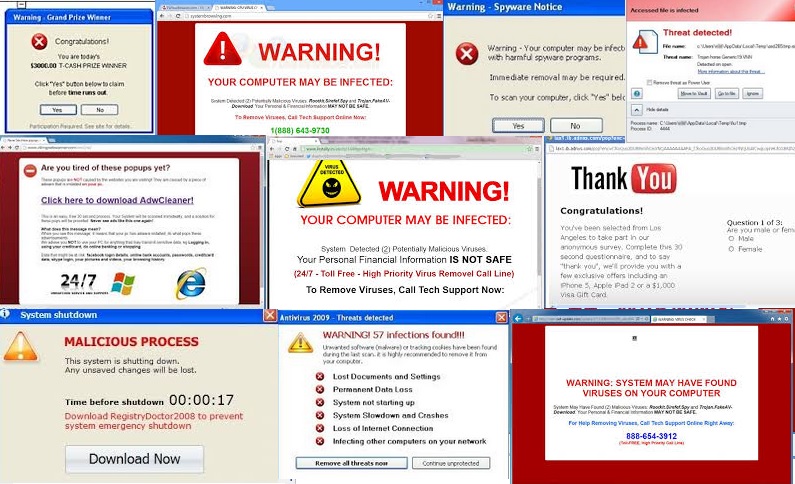 Warning - Grand Prize Winner
Congratulations!
You are today's
$3000.00 T-CASH PRIZE WINNER
Click "Yes" button below to claim
before time runs out.
Yes
No
Participation Required. See site for details.
WARNING!
YOUR COMPUTER MAY BE INFECTED:
System Detected (2) Potentially Malicious Viruses: Rootkit.Sirefef.Spy and Trojan.FakeAV-
Download. Your Personal & Financial Information MAY NOT BE SAFE.
To Remove Viruses, Call Tech Support Online Now:
1(888) 643-9730
Warning - Spyware Notice
Warning - Your computer may be infecte
with harmful spyware programs.
Immediate removal may be required.
To scan your computer, click "Yes" below
Yes
No
Accessed file is infected
Threat detected!
File name:
Threat name:
Detected on open.
More information about this threat...
Remove threat as Power User
Move to Vault
Go to file
Ignore
Hide details
Process name:
Process ID: 4444
Are you tired of these popups yet?
Click here to download AdwCleaner!
What does this message mean?
24/7
VIRUS
DETECTED
WARNING!
YOUR COMPUTER MAY BE INFECTED:
System Detected (2) Potentially Malicious Viruses:
Your Personal Financial Information IS NOT SAFE
(24/7 - Toll Free - High Priority Virus Removel Call Line)
To Remove Viruses, Call Tech Support Now:
Thank You
Congratulations!
You've been selected from Los
Angeles to take part in our
anonymous survey. Complete this 30
second questionnaire, and to say
"thank you", we'll provide you with a
few exclusive offers including an
iPhone 5, Apple iPad 2 or a $1,000
Visa Gift Card.
Question 1 of 3:
Are you male or fem
Male
Female
System shutdown
MALICIOUS PROCESS
This system is shutting down.
Any unsaved changes will be lost.
Time before shutdown 00:00:17
Download RegistryDoctor2008 to prevent
system emergency shutdown
Download Now
Antivirus 2009 - Threats detected
WARNING! 57 infections found!!!
Unwanted software (malware) or tracking cookies have been found
during the last scan. It is highly recommended to remove it from
your computer.
Lost Documents and Settings
Permanent Data Loss
System not starting up
System Slowdown and Crashes
Loss of Internet Connection
Infecting other computers on your network
Remove all threats now
Continue unprotected
WARNING: SYSTEM MAY HAVE FOUND
VIRUSES ON YOUR COMPUTER
System May Have Found (2) Malicious Viruses: Rootkit.Sirefef.Spy and Trojan.FakeAV-
Download. Your Personal & Financial Information MAY NOT BE SAFE.
For Help Removing Viruses, Call Tech Support Online Right Away:
888-654-3912
(Toll-FREE, High Priority Call Line)